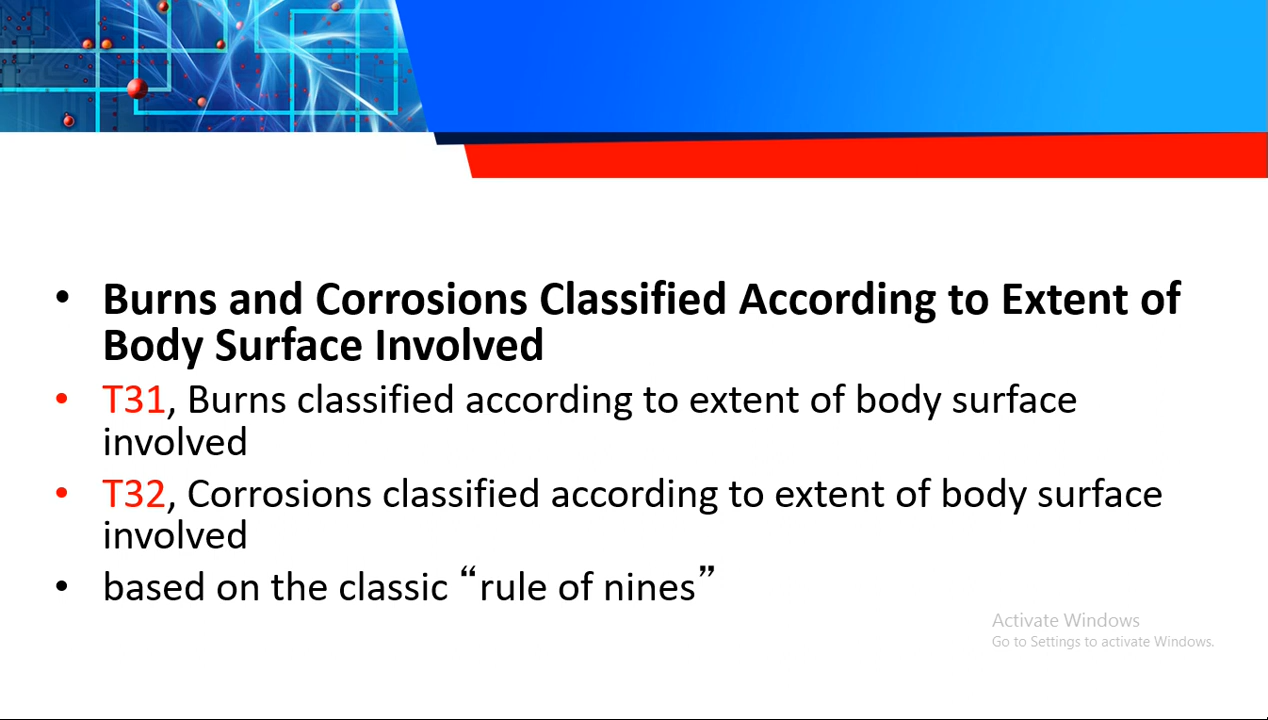 • Burns and Corrosions Classified According to Extent of
Body Surface Involved
• T31, Burns classified according to extent of body surface
involved
• T32, Corrosions classified according to extent of body surface
involved
• based on the classic “rule of nines”
Activate Windows
Go to Settings to activate Windows.